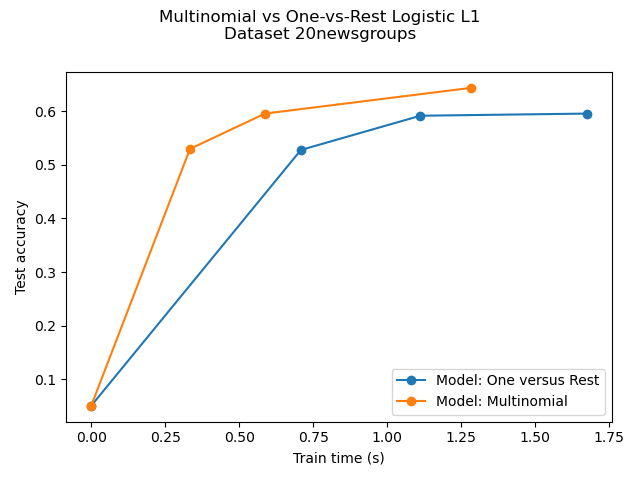 Multinomial vs One-vs-Rest Logistic L1
Dataset 20newsgroups
0.6
0.5
0.4
0.3
0.2
0.1
Test accuracy
Model: One versus Rest
Model: Multinomial
0.00 0.25 0.50 0.75 1.00 1.25 1.50 1.75
Train time (s)